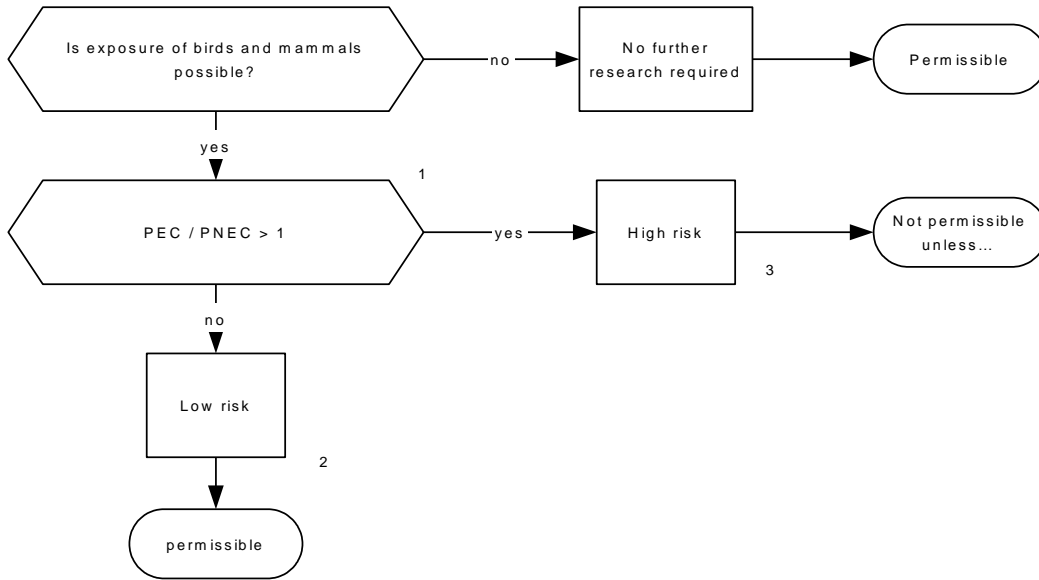 Is exposure of birds and mammals
possible?
no
No further
research required
Permissible
yes
1
PEC / PNEC > 1
yes
High risk
Not permissible
unless...
3
no
Low risk
2
permissible